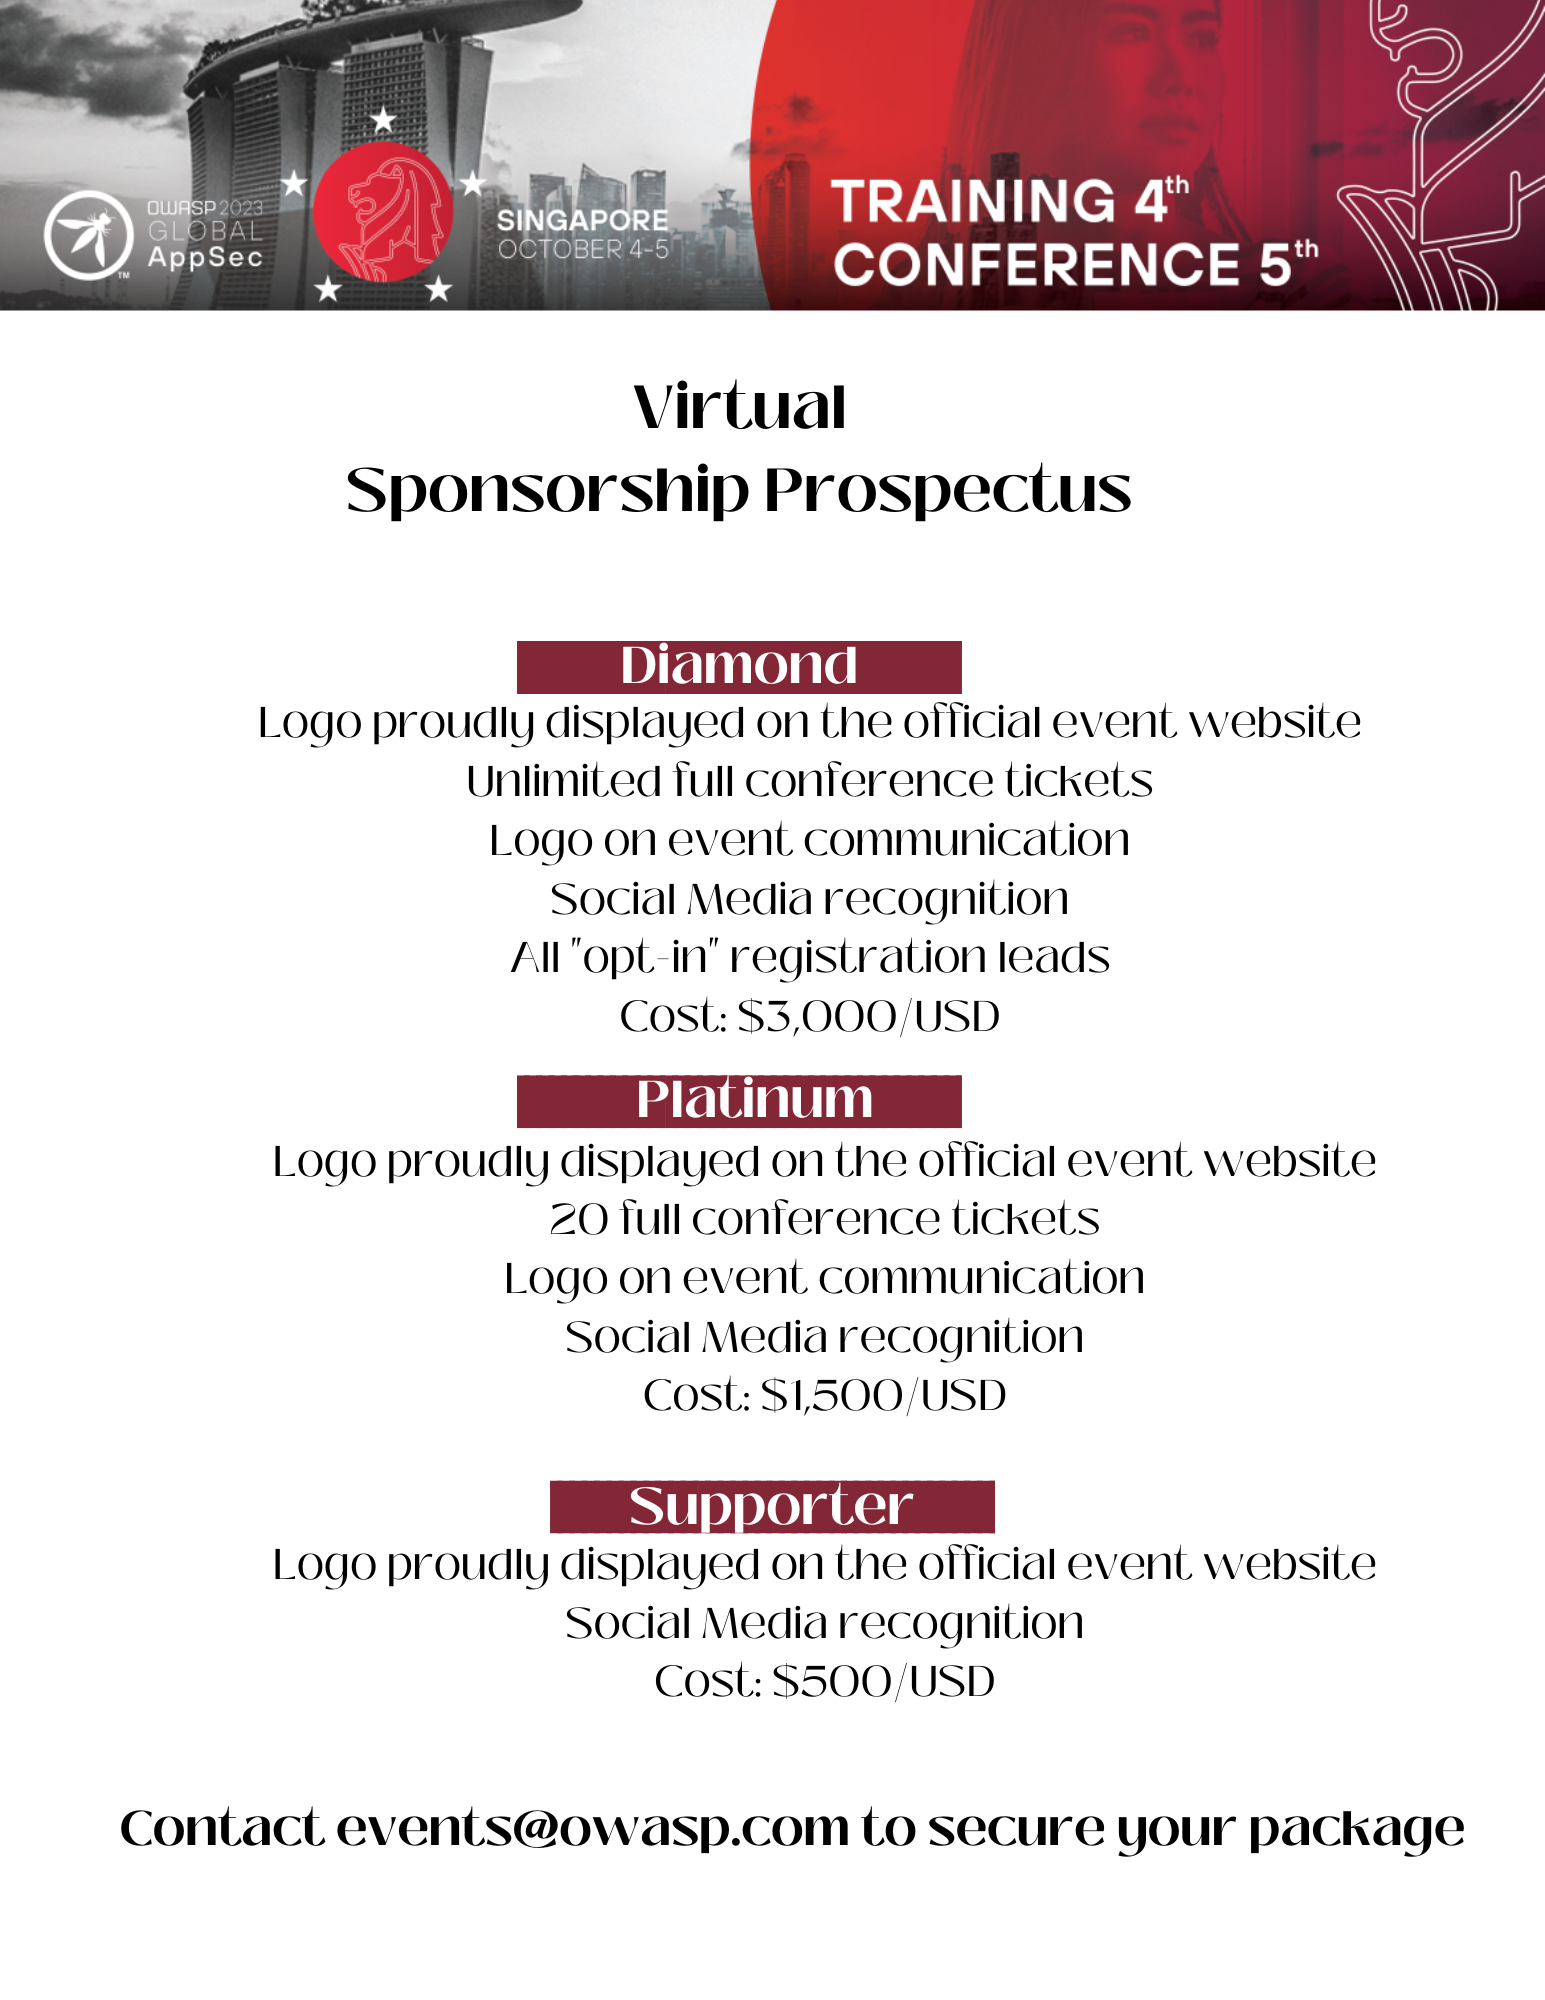 OWASP 2023
GLOBAL
AppSec
TM
SINGAPORE
OCTOBER 4-5
TRAINING 4th
CONFERENCE 5th
Virtual
Sponsorship Prospectus
Diamond
Logo proudly displayed on the official event website
Unlimited full conference tickets
Logo on event communication
Social Media recognition
All "opt-in" registration leads
Cost: $3,000/USD
Platinum
Logo proudly displayed on the official event website
20 full conference tickets
Logo on event communication
Social Media recognition
Cost: $1,500/USD
Supporter
Logo proudly displayed on the official event website
Social Media recognition
Cost: $500/USD
Contact events@owasp.com to secure your package